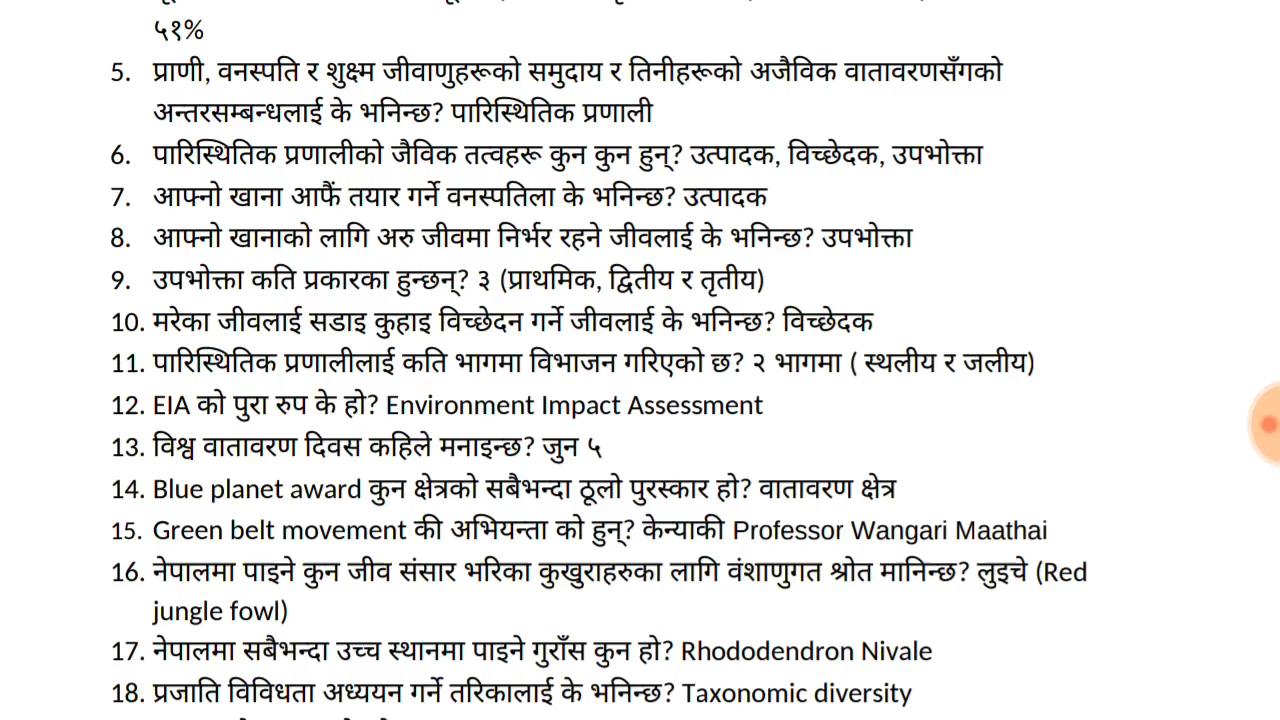 ५१%
5. प्राणी, वनस्पति र शुक्ष्म जीवाणुहरूको समुदाय र तिनीहरूको अजैविक वातावरणसँगको
अन्तरसम्बन्धलाई के भनिन्छ? पारिस्थितिक प्रणाली
6. पारिस्थितिक प्रणालीको जैविक तत्वहरू कुन कुन हुन्? उत्पादक, विच्छेदक, उपभोक्ता
7. आफ्नो खाना आफैं तयार गर्ने वनस्पतिला के भनिन्छ? उत्पादक
8. आफ्नो खानाको लागि अरु जीवमा निर्भर रहने जीवलाई के भनिन्छ? उपभोक्ता
9. उपभोक्ता कति प्रकारका हुन्छन्? ३ (प्राथमिक, द्वितीय र तृतीय)
10. मरेका जीवलाई सडाइ कुहाइ विच्छेदन गर्ने जीवलाई के भनिन्छ? विच्छेदक
11. पारिस्थितिक प्रणालीलाई कति भागमा विभाजन गरिएको छ? २ भागमा ( स्थलीय र जलीय)
12. EIA को पुरा रुप के हो? Environment Impact Assessment
13. विश्व वातावरण दिवस कहिले मनाइन्छ? जुन ५
14. Blue planet award कुन क्षेत्रको सबैभन्दा ठूलो पुरस्कार हो? वातावरण क्षेत्र
15. Green belt movement की अभियन्ता को हुन्? केन्याकी Professor Wangari Maathai
16. नेपालमा पाइने कुन जीव संसार भरिका कुखुराहरुका लागि वंशाणुगत श्रोत मानिन्छ? लुइचे (Red
jungle fowl)
17. नेपालमा सबैभन्दा उच्च स्थानमा पाइने गुराँस कुन हो? Rhododendron Nivale
18. प्रजाति विविधता अध्ययन गर्ने तरिकालाई के भनिन्छ? Taxonomic diversity